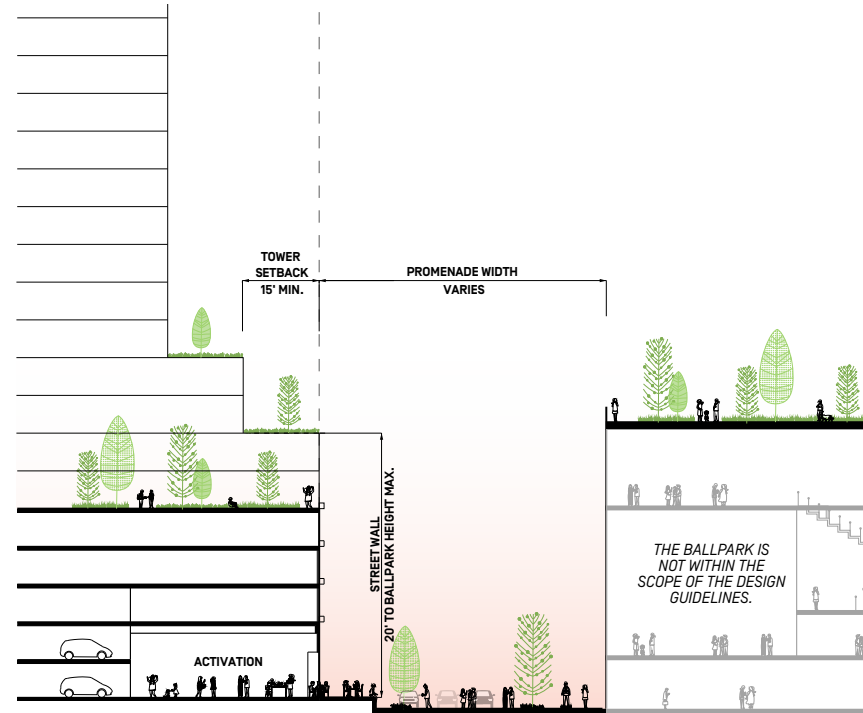 TOWER
SETBACK
15' MIN.
PROMENADE WIDTH
VARIES
STREET WALL
20' TO BALLPARK HEIGHT MAX.
THE BALLPARK IS
NOT WITHIN THE
SCOPE OF THE DESIGN
GUIDELINES.
ACTIVATION